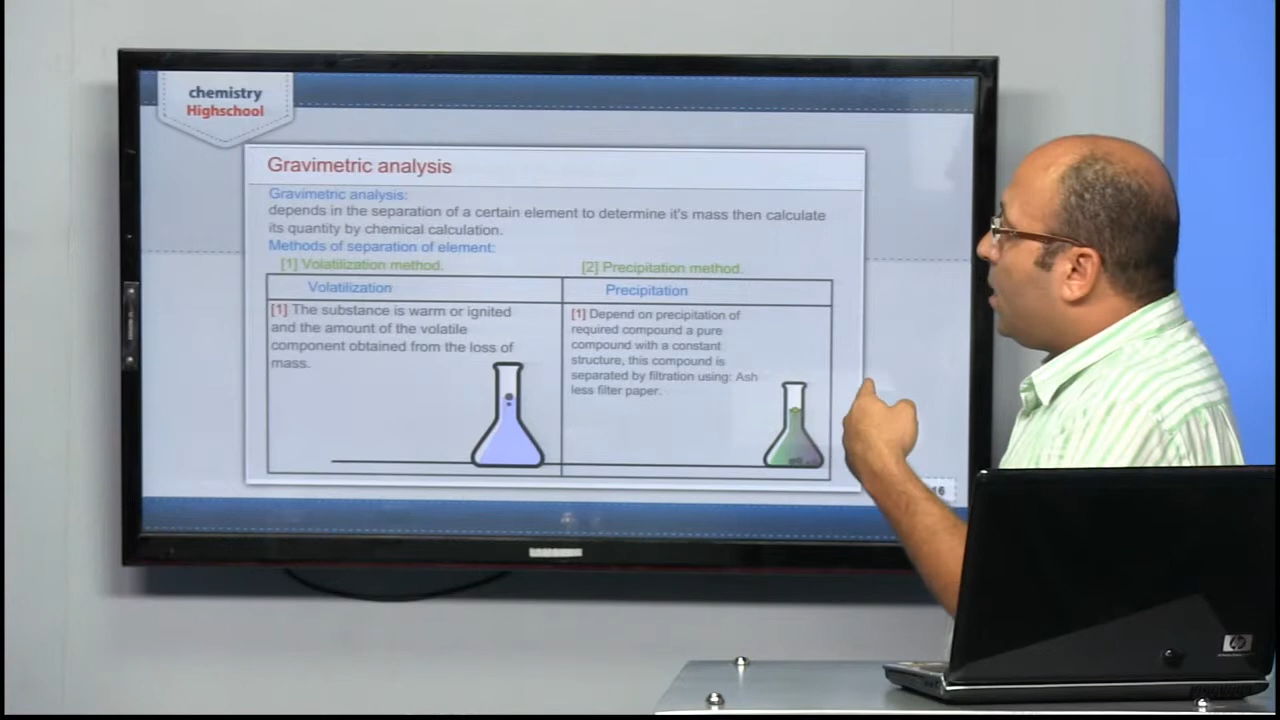 chemistry
Highschool
Gravimetric analysis
Gravimetric analysis:
depends in the separation of a certain element to determine it's mass then calculate
its quantity by chemical calculation.
Methods of separation of element:
[1] Volatilization method.
[2] Precipitation method.
Volatilization
Precipitation
[1] The substance is warm or ignited
and the amount of the volatile
component obtained from the loss of
mass.
[1] Depend on precipitation of
required compound a pure
compound with a constant
structure, this compound is
separated by filtration using: Ash
less filter paper.
16
hp